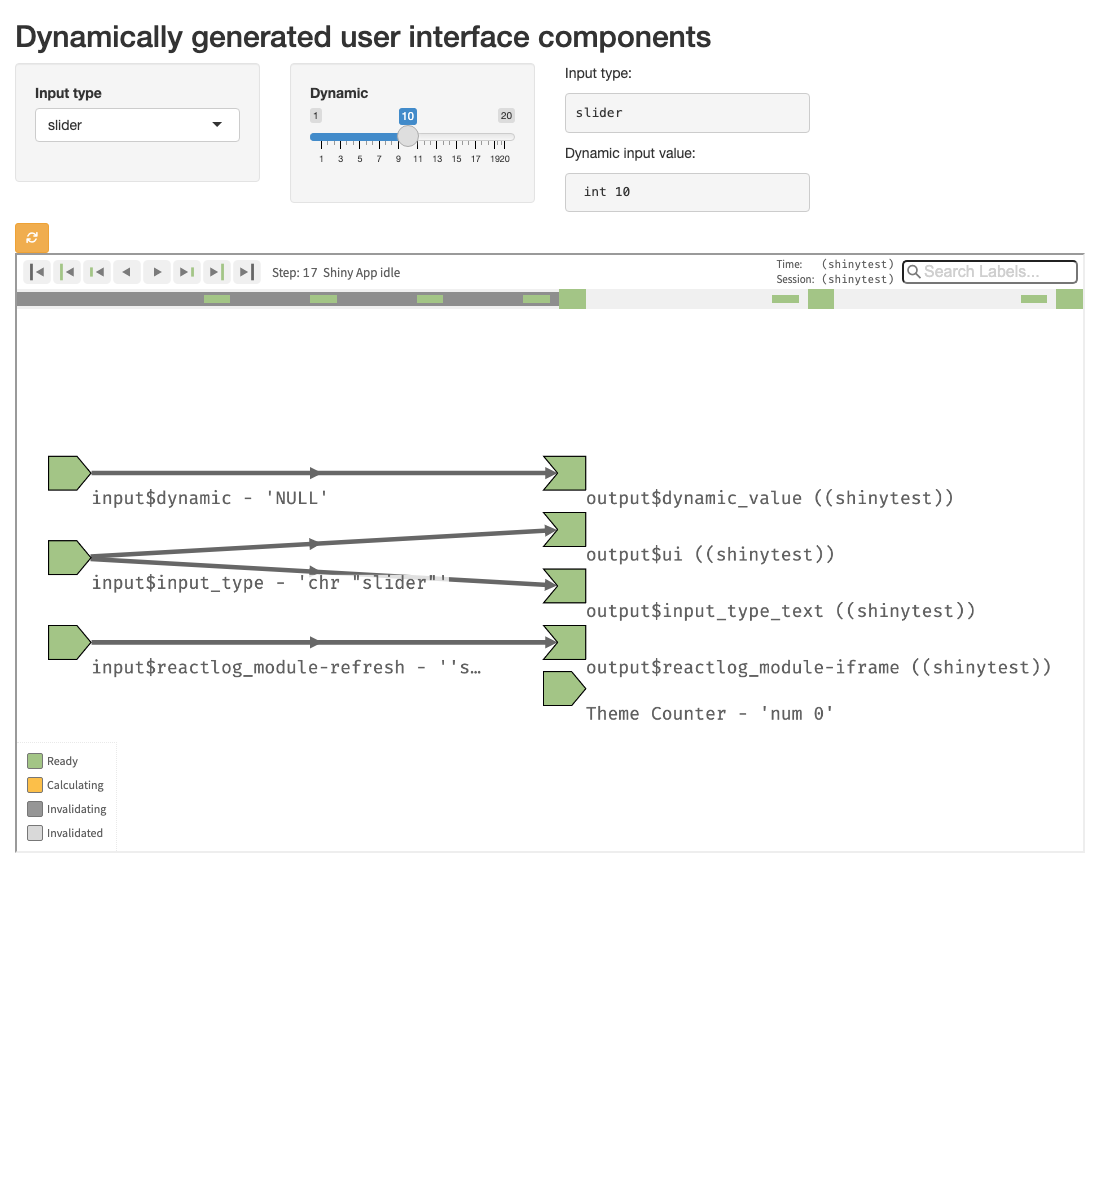 Dynamically generated user interface components
Input type
slider
Dynamic
1 10 20
1 3 5 7 9 11 13 15 17 19 20
Input type:
slider
Dynamic input value:
int 10
Step: 17 Shiny App idle
Time: (shinytest)
Session: (shinytest)
Search Labels...
input$dynamic - 'NULL'
output$dynamic_value ((shinytest))
output$ui ((shinytest))
input$input_type - 'chr "slider"'
output$input_type_text ((shinytest))
input$reactlog_module-refresh - ''s…
output$reactlog_module-iframe ((shinytest))
Theme Counter - 'num 0'
Ready
Calculating
Invalidating
Invalidated